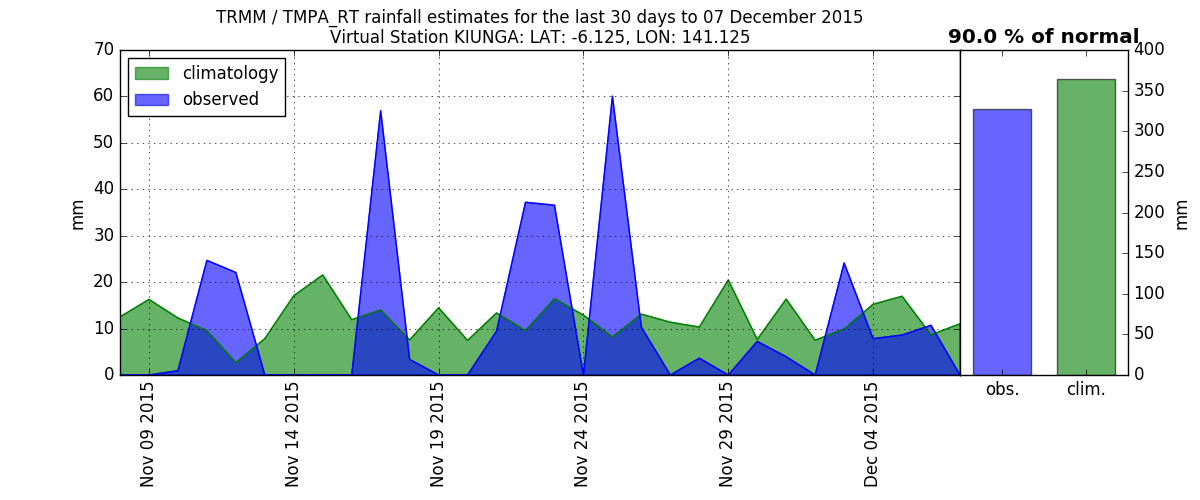 TRMM / TMPA_RT rainfall estimates for the last 30 days to 07 December 2015
Virtual Station KIUNGA: LAT: -6.125, LON: 141.125
90.0 % of normal
climatology
observed
70
60
50
40
30
20
10
0
mm
Nov 09 2015
Nov 14 2015
Nov 19 2015
Nov 24 2015
Nov 29 2015
Dec 04 2015
obs.
clim.
400
350
300
250
200
150
100
50
0
mm